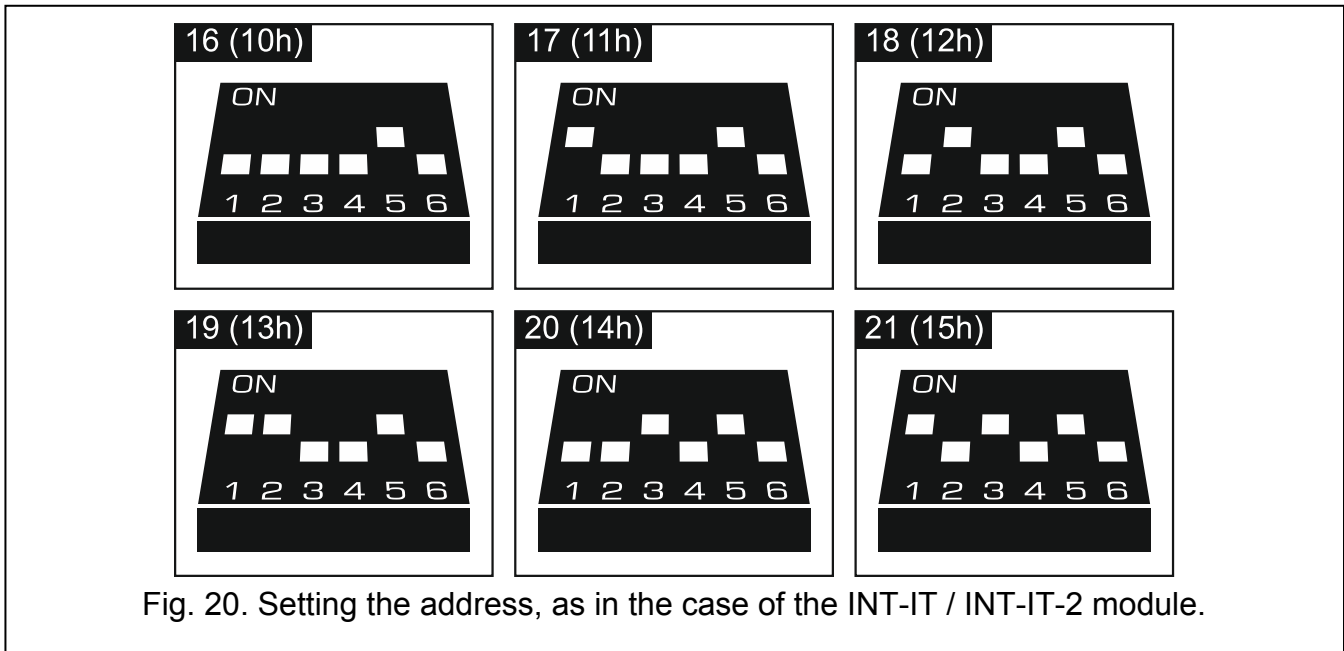 16 (10h)
ON
1 2 3 4 5 6
17 (11h)
ON
1 2 3 4 5 6
18 (12h)
ON
1 2 3 4 5 6
19 (13h)
ON
1 2 3 4 5 6
20 (14h)
ON
1 2 3 4 5 6
21 (15h)
ON
1 2 3 4 5 6
Fig. 20. Setting the address, as in the case of the INT-IT / INT-IT-2 module.